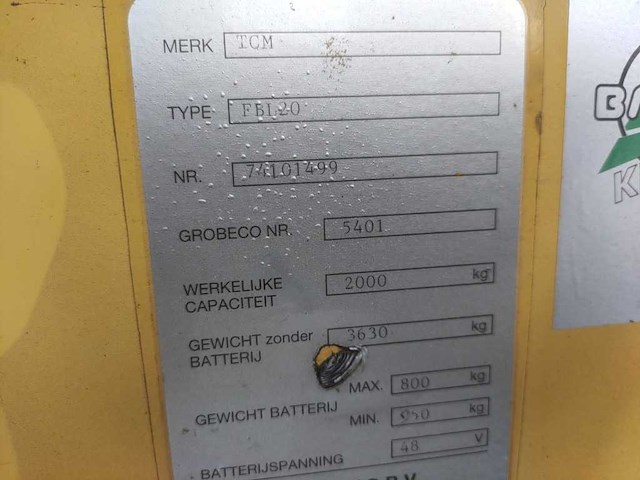 MERK TCM
TYPE FB120
NR. 74101499
GROBECO NR. 5401
WERKELIJKE CAPACITEIT 2000 kg
GEWICHT zonder BATTERIJ 3630 kg
GEWICHT BATTERIJ MAX. 800 kg
MIN. kg
BATTERIJSPANNING 48 V